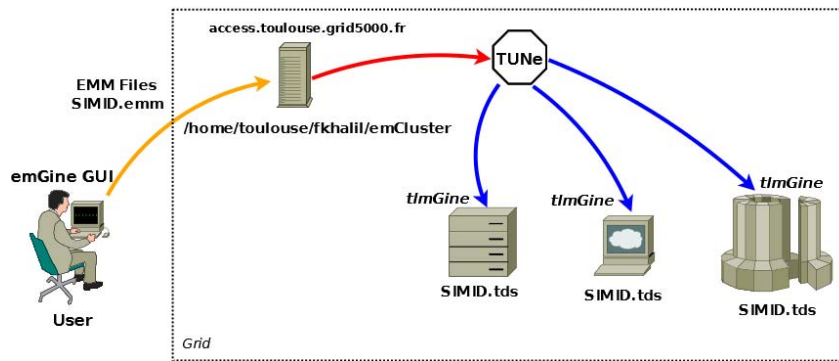 access.toulouse.grid5000.fr
TUNe
EMM Files
SIMID.emm
/home/toulouse/fkhalil/emCluster
emGine GUI
tlmGine
tlmGine
tlmGine
SIMID.tds
SIMID.tds
SIMID.tds
User
Grid